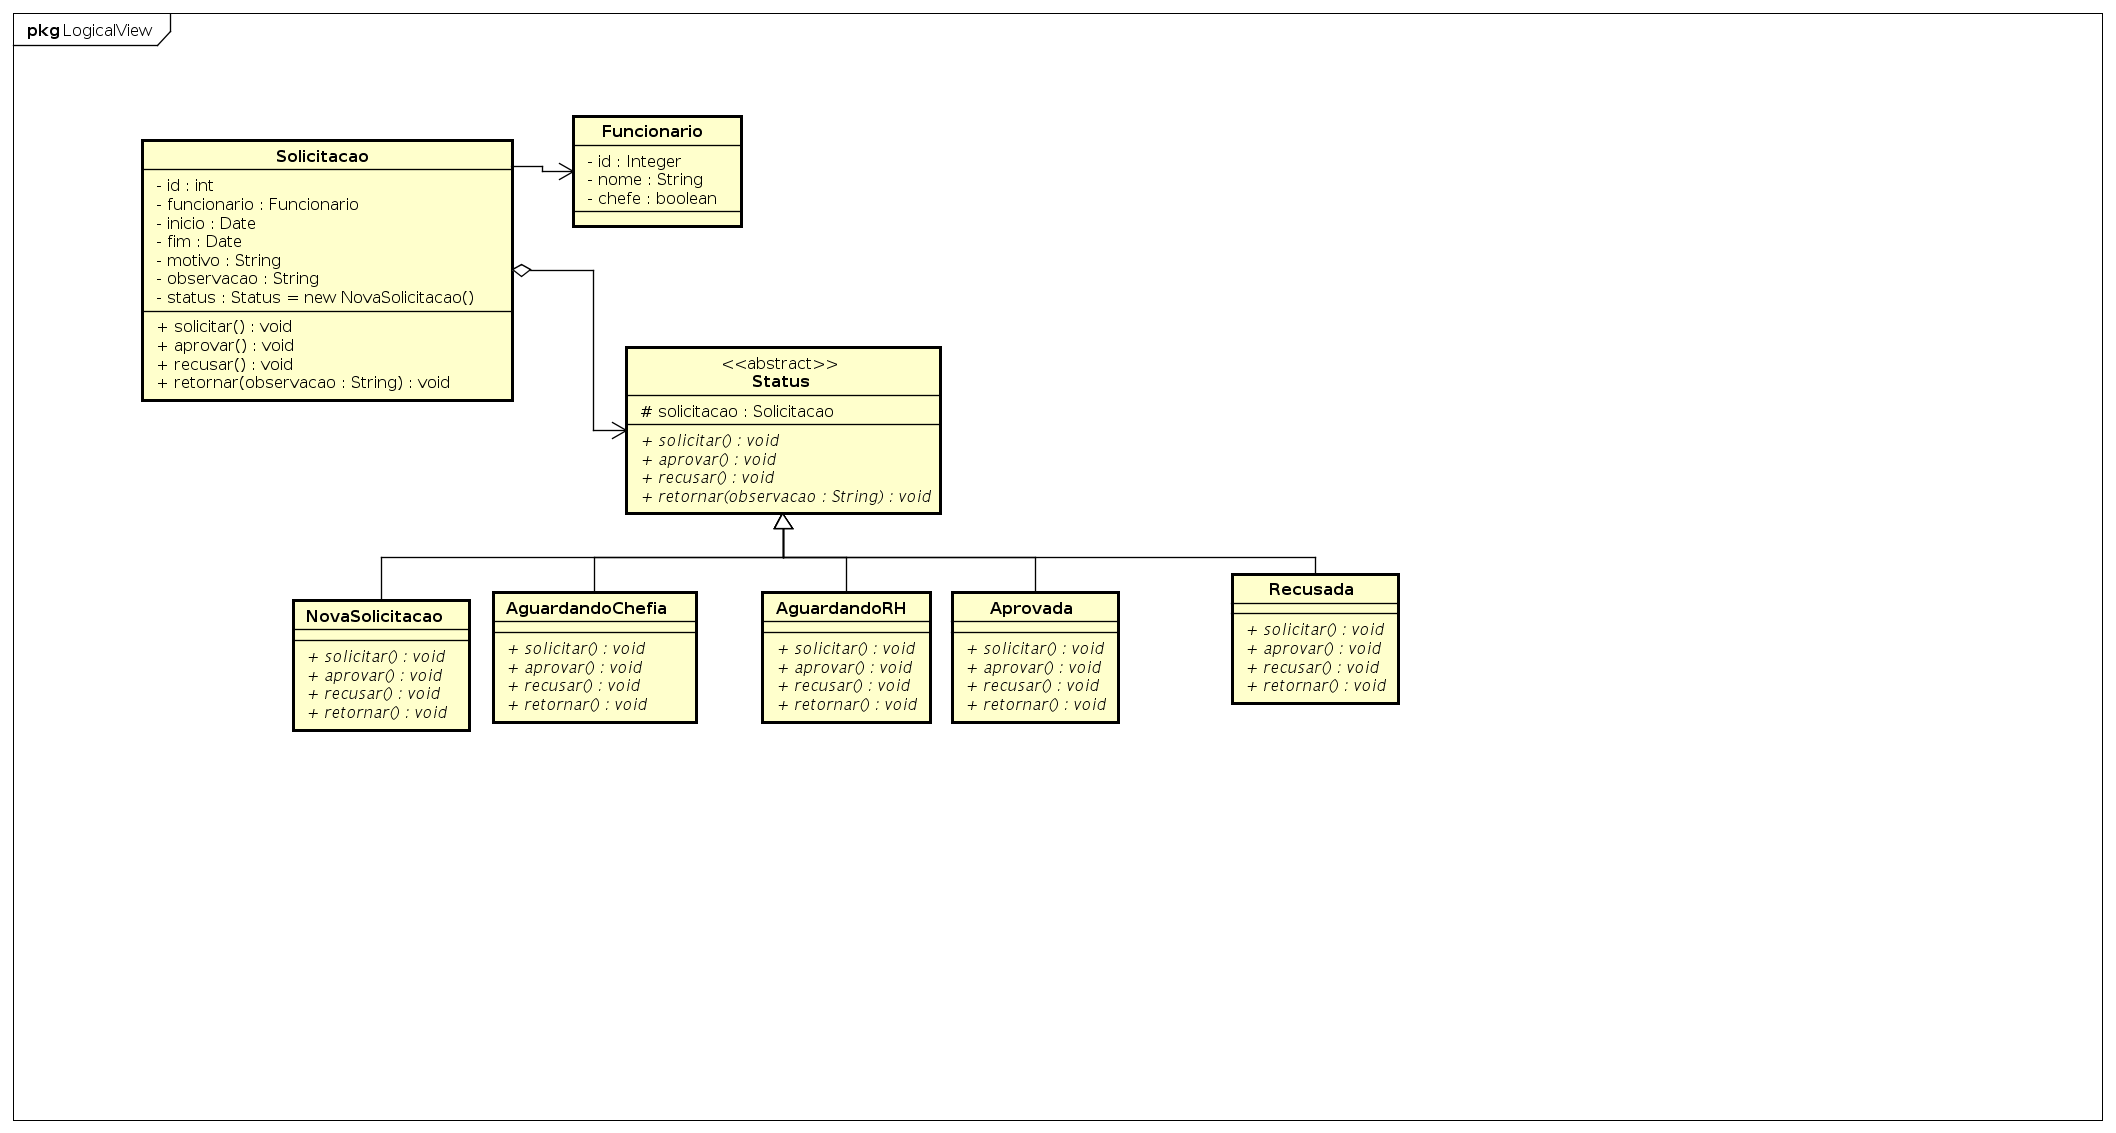 pkg LogicalView
Solicitacao
- id : int
- funcionario : Funcionario
- inicio : Date
- fim : Date
- motivo : String
- observacao : String
- status : Status = new NovaSolicitacao()
+ solicitar() : void
+ aprovar() : void
+ recusar() : void
+ retornar(observacao : String) : void
Funcionario
- id : Integer
- nome : String
- chefe : boolean
<<abstract>>
Status
# solicitacao : Solicitacao
+ solicitar() : void
+ aprovar() : void
+ recusar() : void
+ retornar(observacao : String) : void
NovaSolicitacao
+ solicitar() : void
+ aprovar() : void
+ recusar() : void
+ retornar() : void
AguardandoChefia
+ solicitar() : void
+ aprovar() : void
+ recusar() : void
+ retornar() : void
AguardandoRH
+ solicitar() : void
+ aprovar() : void
+ recusar() : void
+ retornar() : void
Aprovada
+ solicitar() : void
+ aprovar() : void
+ recusar() : void
+ retornar() : void
Recusada
+ solicitar() : void
+ aprovar() : void
+ recusar() : void
+ retornar() : void